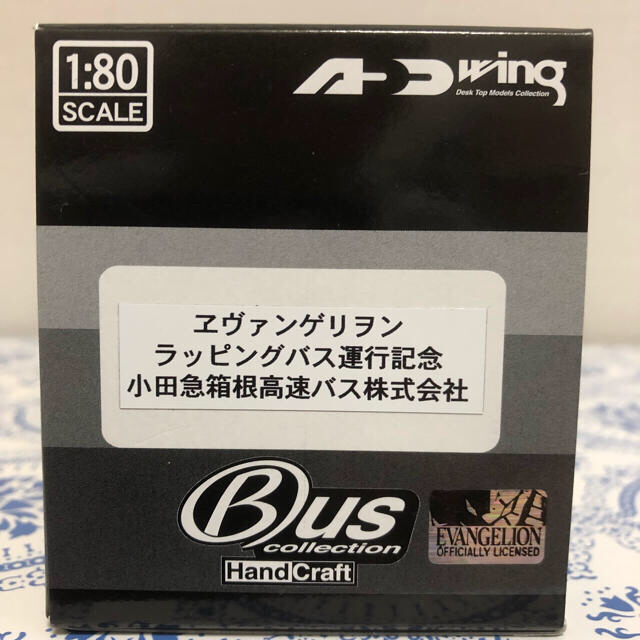 1:80
SCALE
ADDwing
Desk Top Models Collection
ヱヴァンゲリヲン
ラッピングバス運行記念
小田急箱根高速バス株式会社
Bus
collection
HandCraft
EVANGELION
OFFICIALLY LICENSED